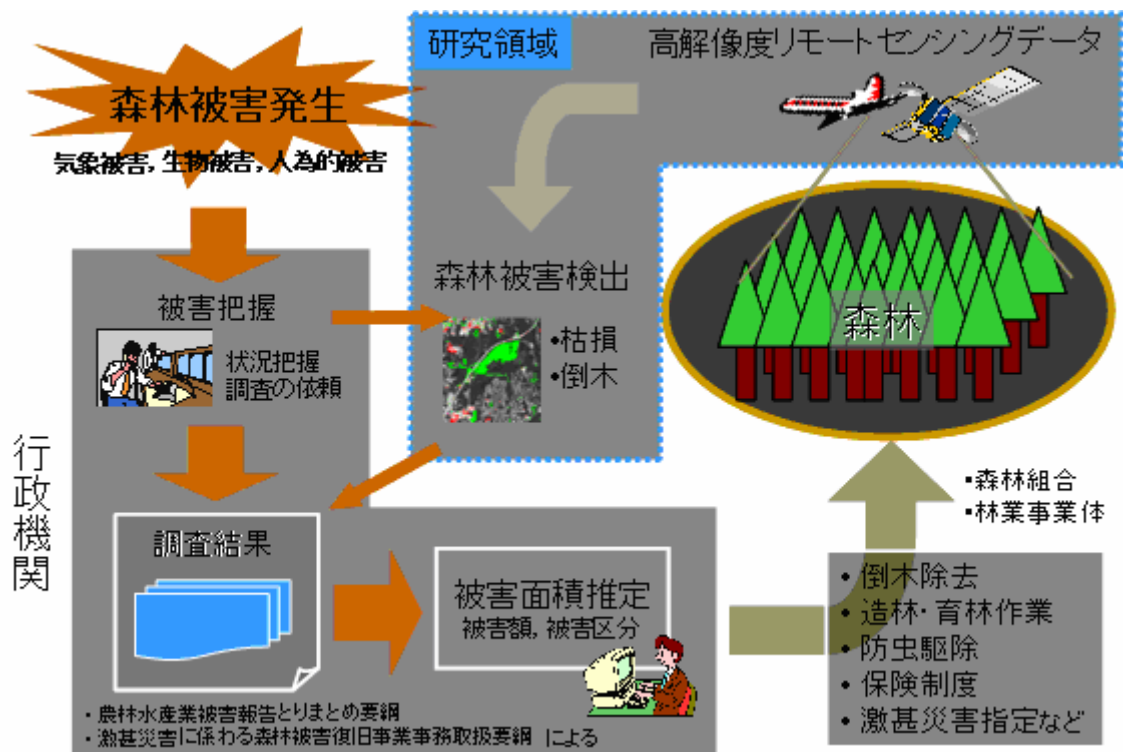 研究領域
高解像度リモートセンシングデータ
森林被害発生
気象被害, 生物被害, 人為的被害
森林被害検出
•枯損
•倒木
森林
被害把握
状況把握
調査の依頼
行政機関
調査結果
被害面積推定
被害額, 被害区分
・農林水産業被害報告とりまとめ要綱
・激甚災害に係わる森林被害復旧事業事務取扱要綱 による
•森林組合
•林業事業体
• 倒木除去
• 造林・育林作業
• 防虫駆除
• 保険制度
• 激甚災害指定など